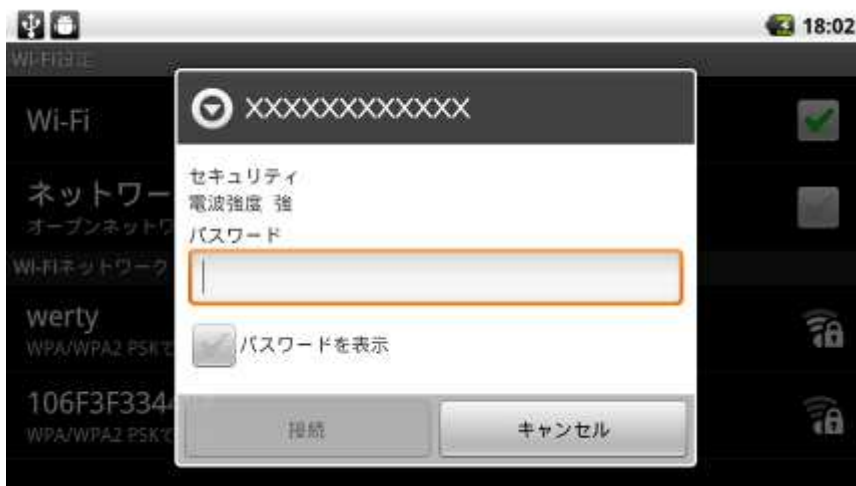 18:02
Wi-Fi設定
Wi-Fi
XXXXXXXXXXXX
ネットワー
オープンネットワ
Wi-Fiネットワーク
セキュリティ
電波強度 強
パスワード
パスワードを表示
werty
WPA/WPA2 PSKで
106F3F334
WPA/WPA2 PSKで
接続
キャンセル